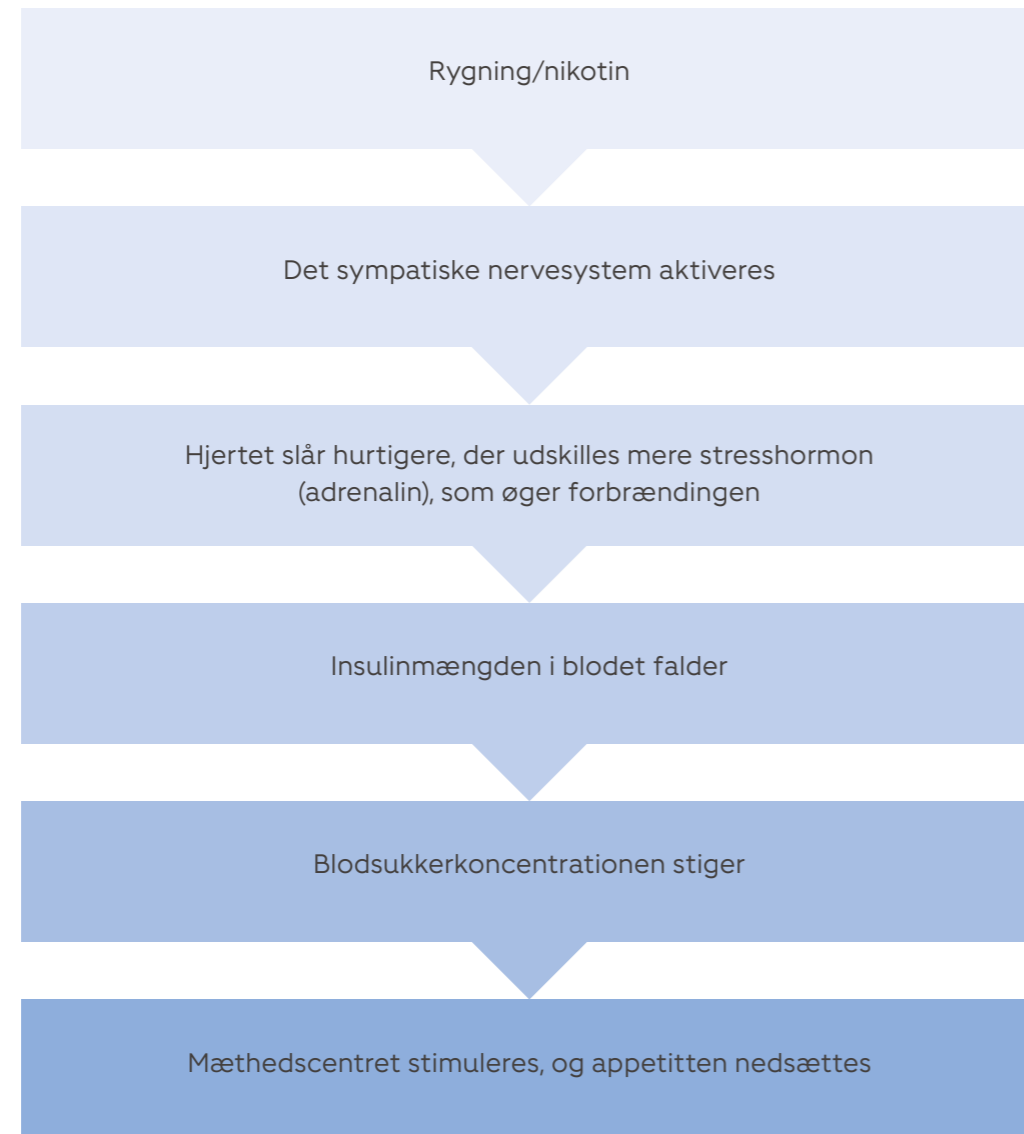 Rygning/nikotin
Det sympatiske nervesystem aktiveres
Hjertet slår hurtigere, der udskilles mere stresshormon
(adrenalin), som øger forbrændingen
Insulinmængden i blodet falder
Blodsukkerkoncentrationen stiger
Mæthedscentret stimuleres, og appetitten nedsættes